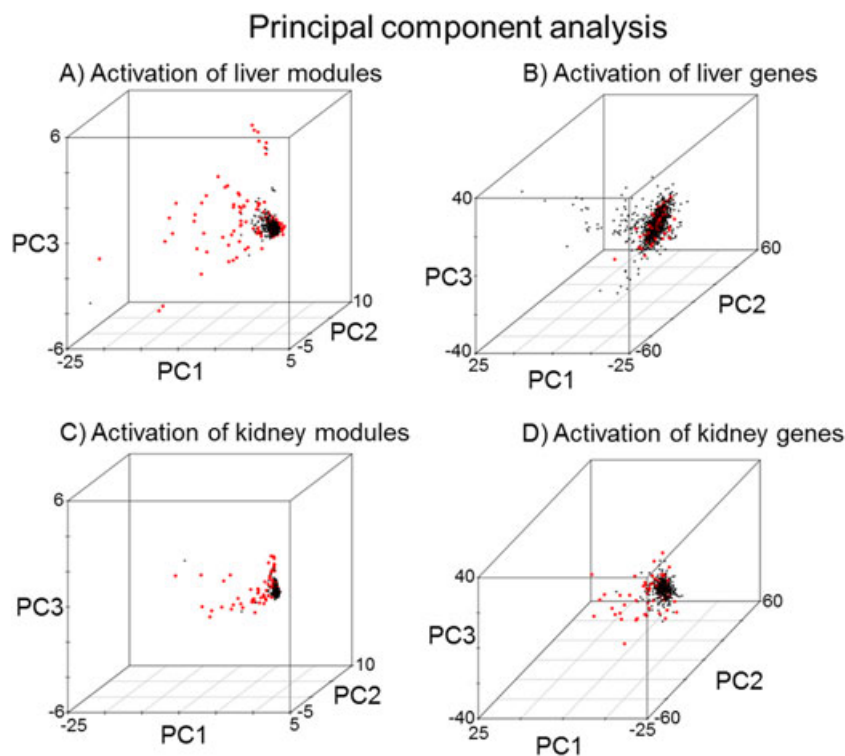 Principal component analysis
A) Activation of liver modules
6
PC3
-6
-25
PC1
5
-5
PC2
10
B) Activation of liver genes
40
PC3
-40
25
PC1
-25
-60
PC2
60
C) Activation of kidney modules
6
PC3
-6
-25
PC1
5
-5
PC2
10
D) Activation of kidney genes
40
PC3
-40
25
PC1
-25
-60
PC2
60